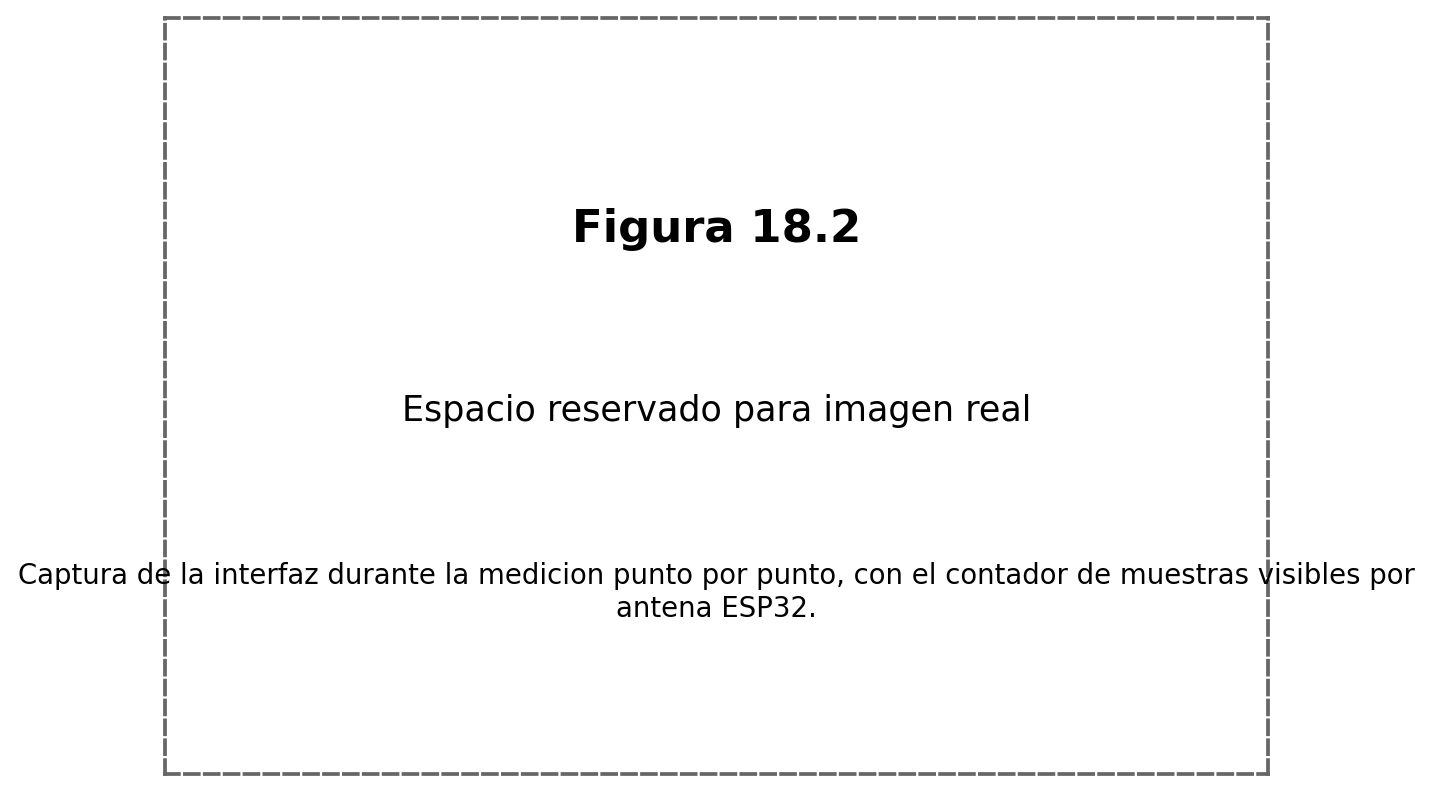 Figura 18.2
Espacio reservado para imagen real
Captura de la interfaz durante la medicion punto por punto, con el contador de muestras visibles por
antena ESP32.